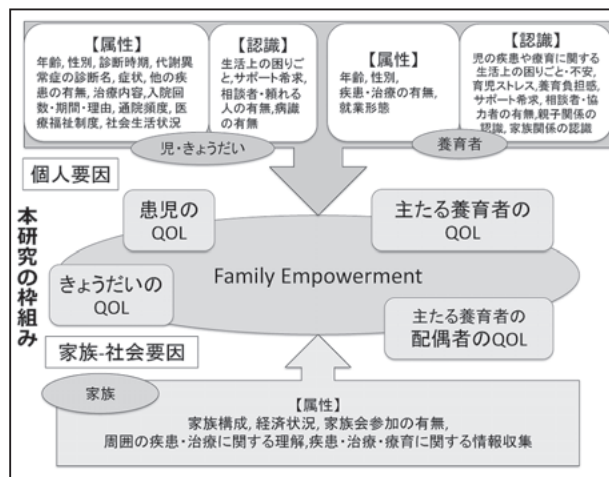 【属性】
年齢, 性別, 診断時期, 代謝異
常症の診断名, 症状, 他の疾
患の有無, 治療内容,入院回
数・期間・理由, 通院頻度, 医
療福祉制度, 社会生活状況
【認識】
生活上の困りご
と,サポート希求,
相談者・頼れる
人の有無,病識
の有無
児・きょうだい
【属性】
年齢, 性別,
疾患・治療の有無,
就業形態
【認識】
児の疾患や療育に関する
生活上の困りごと・不安,
育児ストレス, 養育負担感,
サポート希求, 相談者・協
力者の有無,親子関係の
認識, 家族関係の認識
養育者
個人要因
本研究の枠組み
患児の
QOL
主たる養育者の
QOL
Family Empowerment
きょうだいの
QOL
主たる養育者の
配偶者のQOL
家族-社会要因
家族
【属性】
家族構成, 経済状況, 家族会参加の有無,
周囲の疾患・治療に関する理解,疾患・治療・療育に関する情報収集